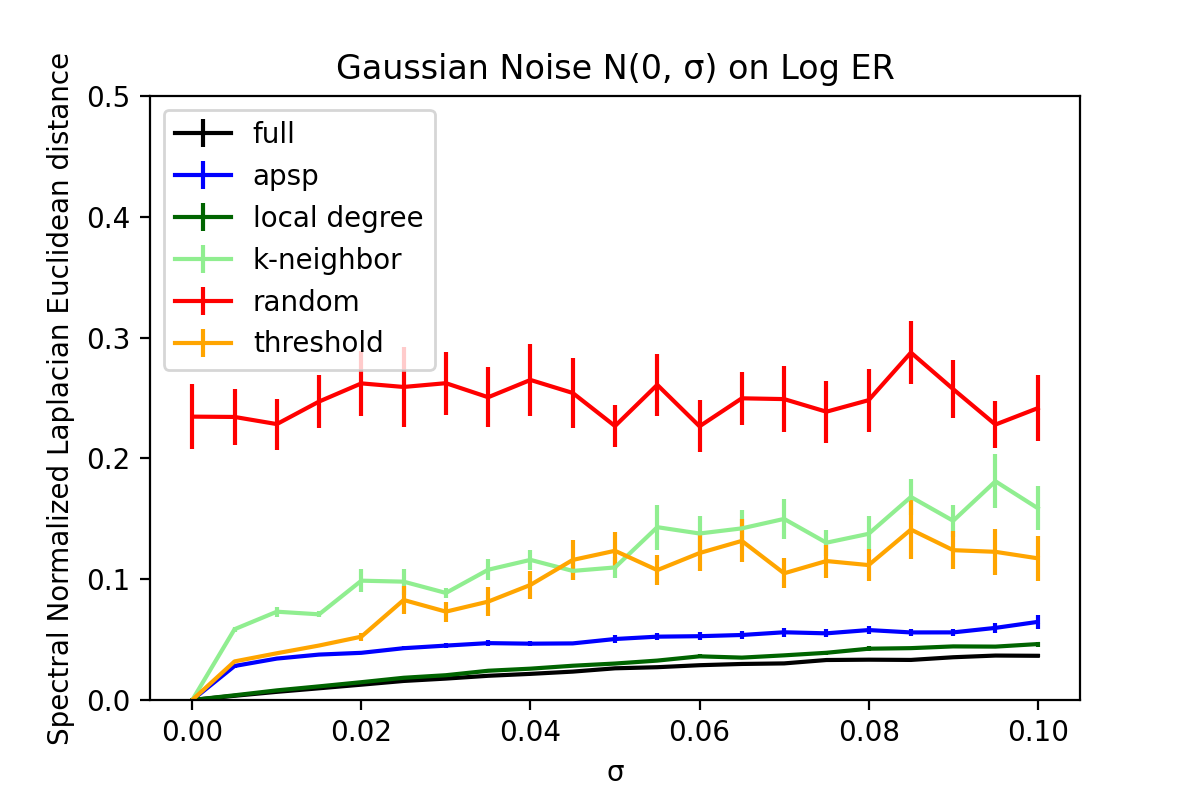 Gaussian Noise N(0, σ) on Log ER
Spectral Normalized Laplacian Euclidean distance
0.5
0.4
0.3
0.2
0.1
0.0
full
apsp
local degree
k-neighbor
random
threshold
0.00 0.02 0.04 0.06 0.08 0.10
σ